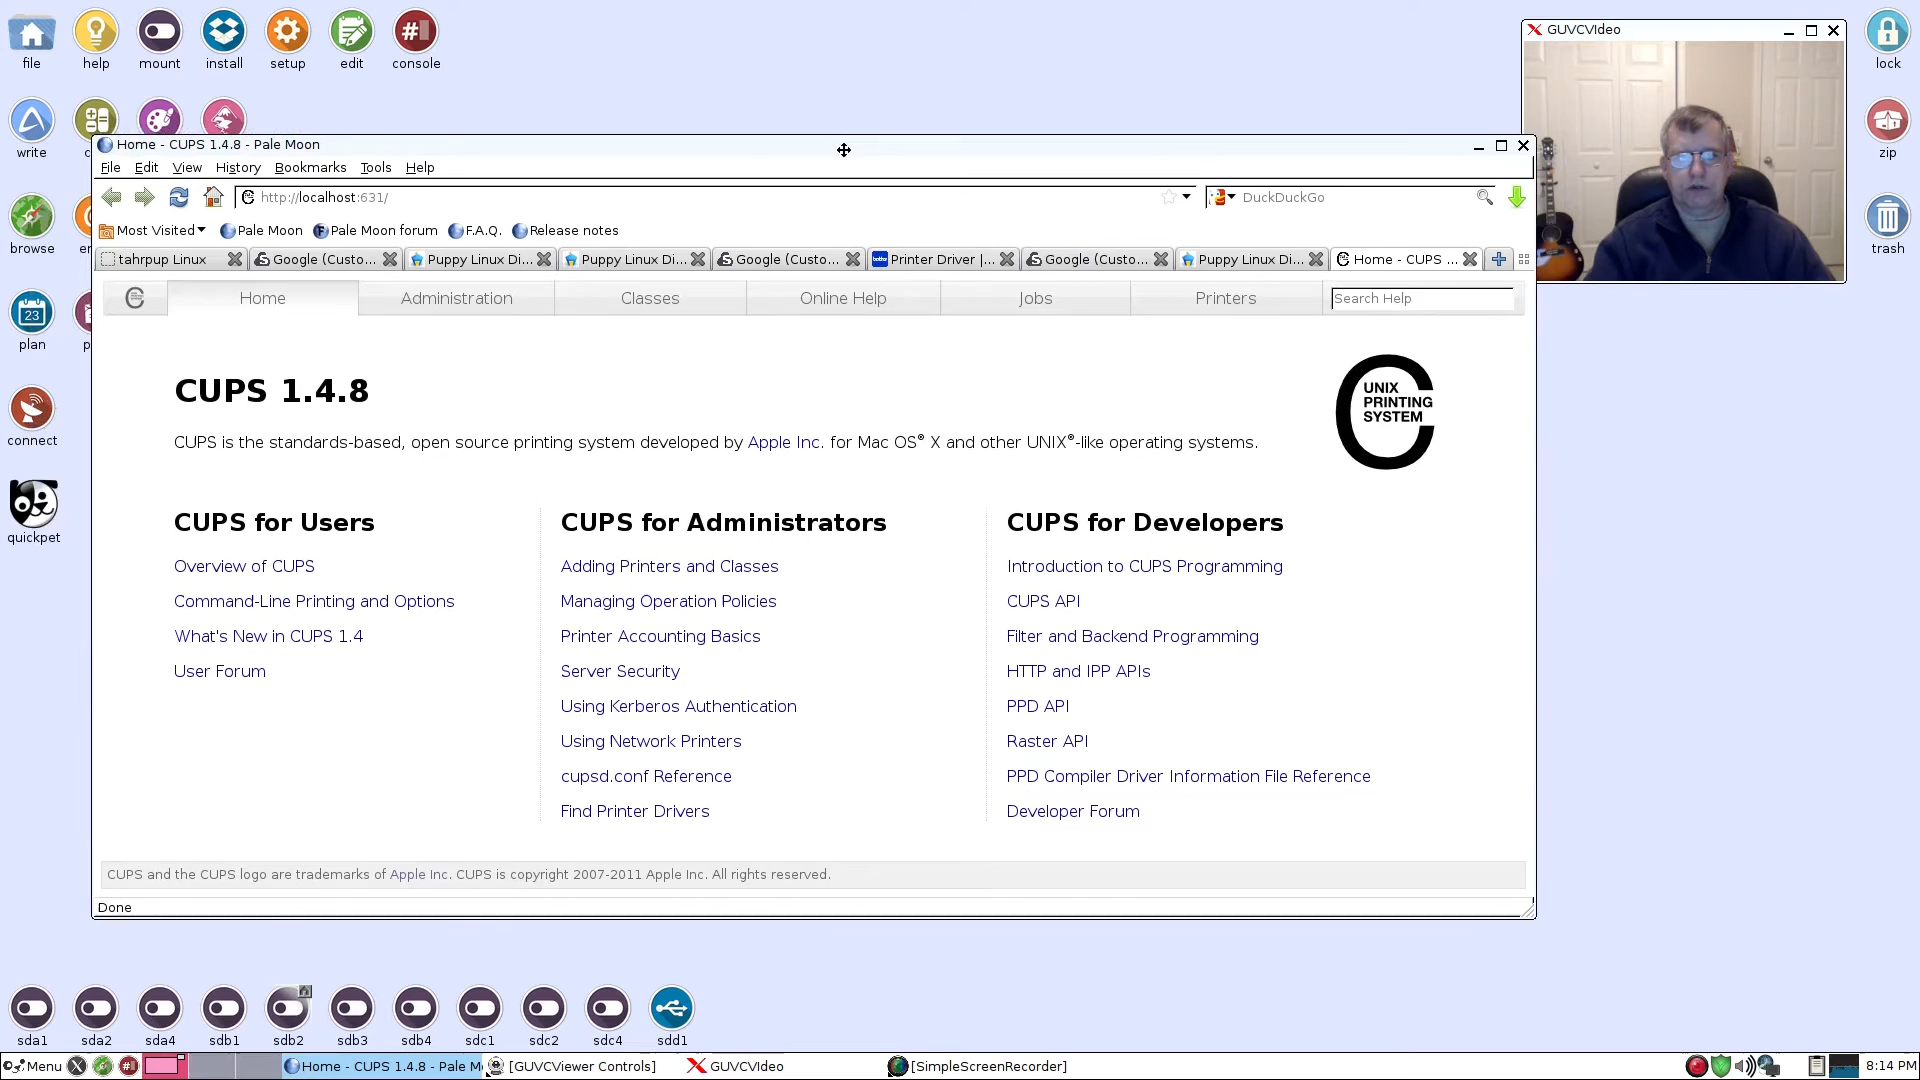 file
help
mount
install
setup
edit
console
GUVCVIdeo
lock
write
zip
browse
trash
plan
23
connect
quickpet
Home - CUPS 1.4.8 - Pale Moon
File Edit View History Bookmarks Tools Help
http://localhost:631/
DuckDuckGo
Most Visited Pale Moon Pale Moon forum F.A.Q. Release notes
tahrpup Linux
Google (Custo...
Puppy Linux Di...
Puppy Linux Di...
Google (Custo...
Printer Driver |...
Google (Custo...
Puppy Linux Di...
Home - CUPS ...
Home Administration Classes Online Help Jobs Printers
Search Help
CUPS 1.4.8
UNIX
PRINTING
SYSTEM
CUPS is the standards-based, open source printing system developed by Apple Inc. for Mac OS® X and other UNIX®-like operating systems.
CUPS for Users
Overview of CUPS
Command-Line Printing and Options
What's New in CUPS 1.4
User Forum
CUPS for Administrators
Adding Printers and Classes
Managing Operation Policies
Printer Accounting Basics
Server Security
Using Kerberos Authentication
Using Network Printers
cupsd.conf Reference
Find Printer Drivers
CUPS for Developers
Introduction to CUPS Programming
CUPS API
Filter and Backend Programming
HTTP and IPP APIs
PPD API
Raster API
PPD Compiler Driver Information File Reference
Developer Forum
CUPS and the CUPS logo are trademarks of Apple Inc. CUPS is copyright 2007-2011 Apple Inc. All rights reserved.
Done
sda1
sda2
sda4
sdb1
sdb2
sdb3
sdb4
sdc1
sdc2
sdc4
sdd1
Menu
Home - CUPS 1.4.8 - Pale M
[GUVCViewer Controls]
GUVCVIdeo
[SimpleScreenRecorder]
8:14 PM